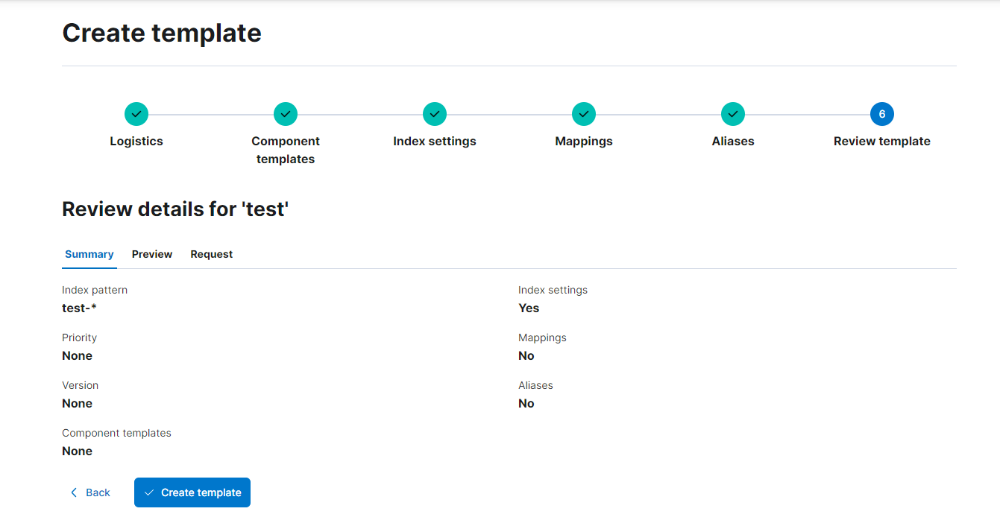 Create template
Logistics
Component
templates
Index settings
Mappings
Aliases
6
Review template
Review details for 'test'
Summary
Preview
Request
Index pattern
test-*
Priority
None
Version
None
Component templates
None
Index settings
Yes
Mappings
No
Aliases
No
Back
Create template